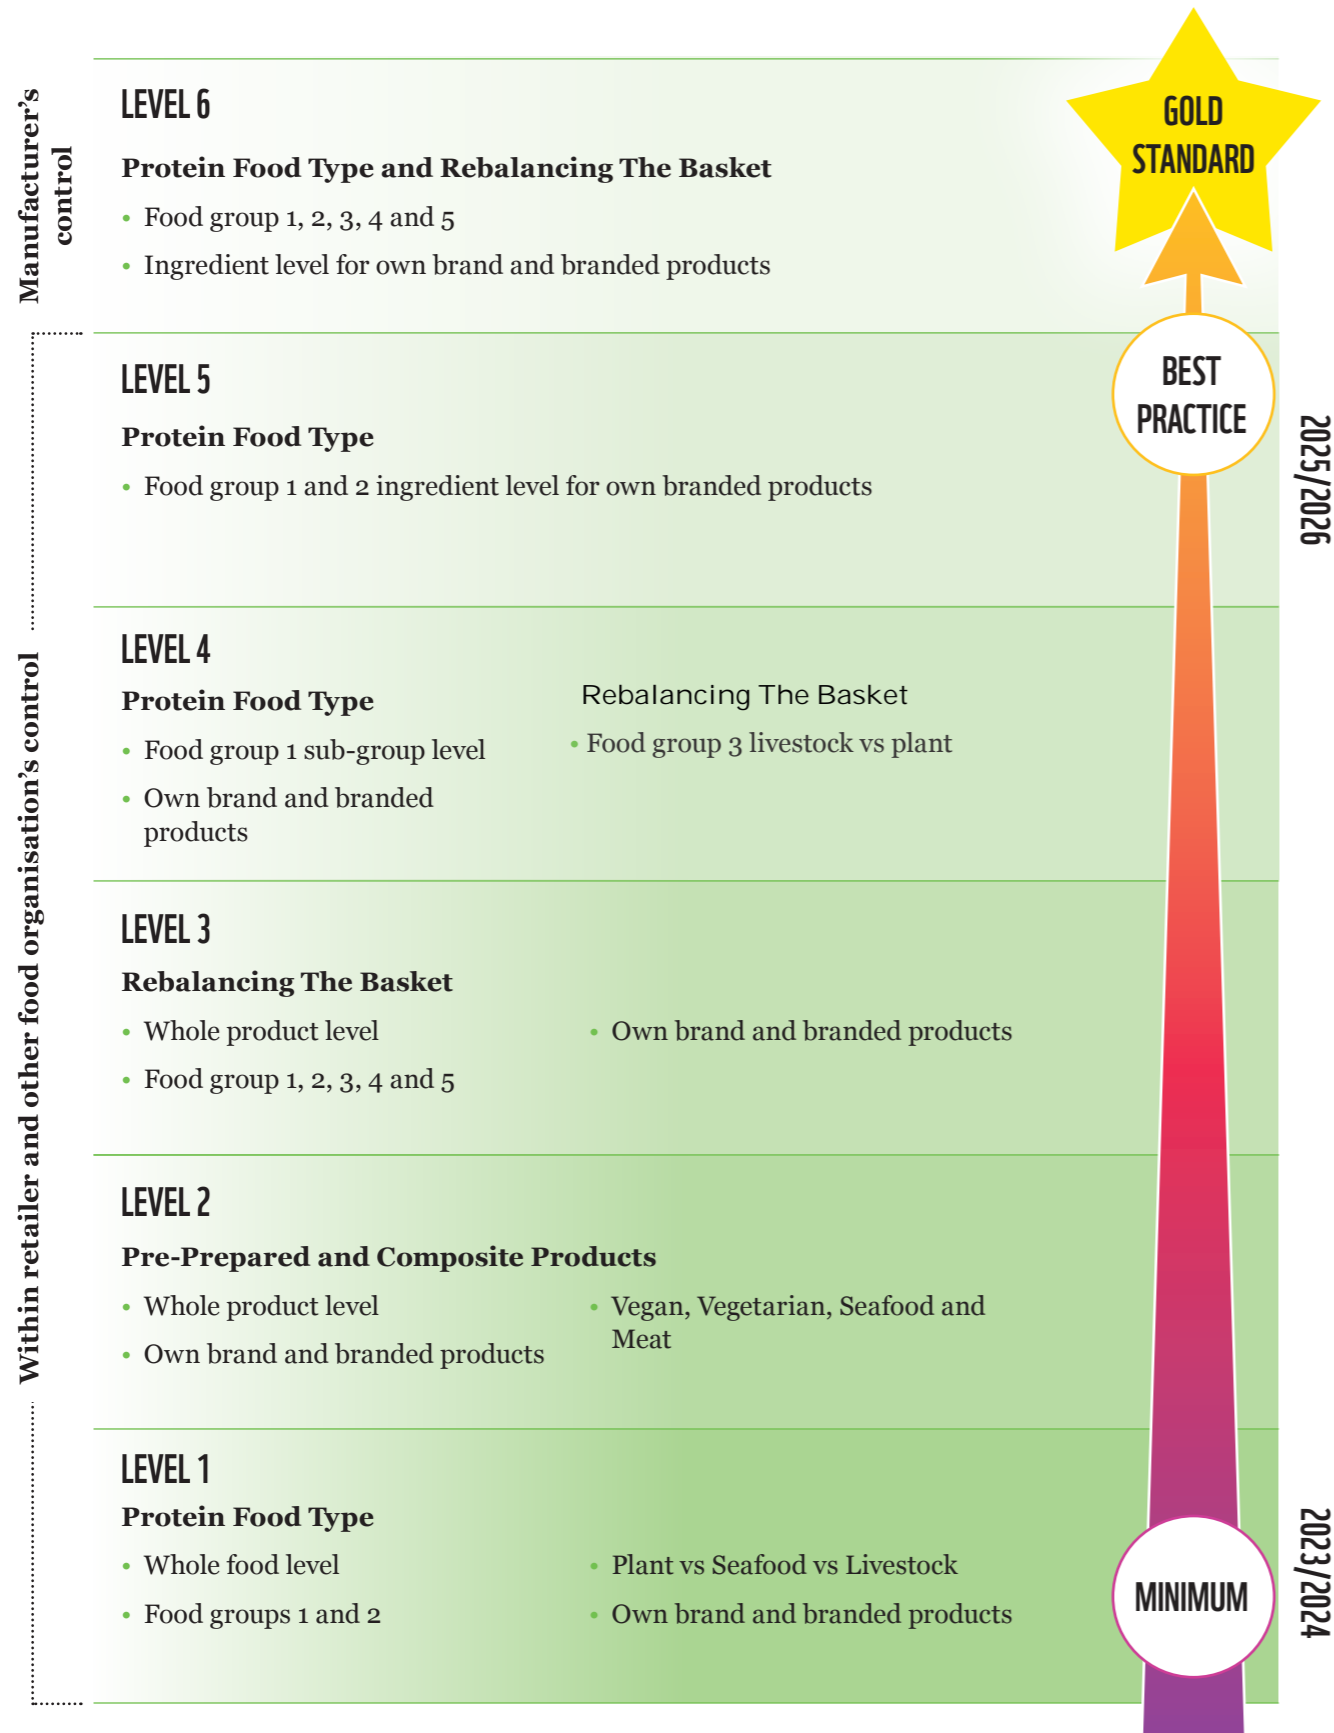 Manufacturer’s
control
LEVEL 6
Protein Food Type and Rebalancing The Basket
• Food group 1, 2, 3, 4 and 5
• Ingredient level for own brand and branded products
GOLD
STANDARD
Within retailer and other food organisation’s control
LEVEL 5
Protein Food Type
• Food group 1 and 2 ingredient level for own branded products
BEST
PRACTICE
2025/2026
LEVEL 4
Protein Food Type
• Food group 1 sub-group level
• Own brand and branded
products
Rebalancing The Basket
• Food group 3 livestock vs plant
LEVEL 3
Rebalancing The Basket
• Whole product level
• Food group 1, 2, 3, 4 and 5
• Own brand and branded products
LEVEL 2
Pre-Prepared and Composite Products
• Whole product level
• Own brand and branded products
• Vegan, Vegetarian, Seafood and
Meat
LEVEL 1
Protein Food Type
• Whole food level
• Food groups 1 and 2
• Plant vs Seafood vs Livestock
• Own brand and branded products
MINIMUM
2023/2024